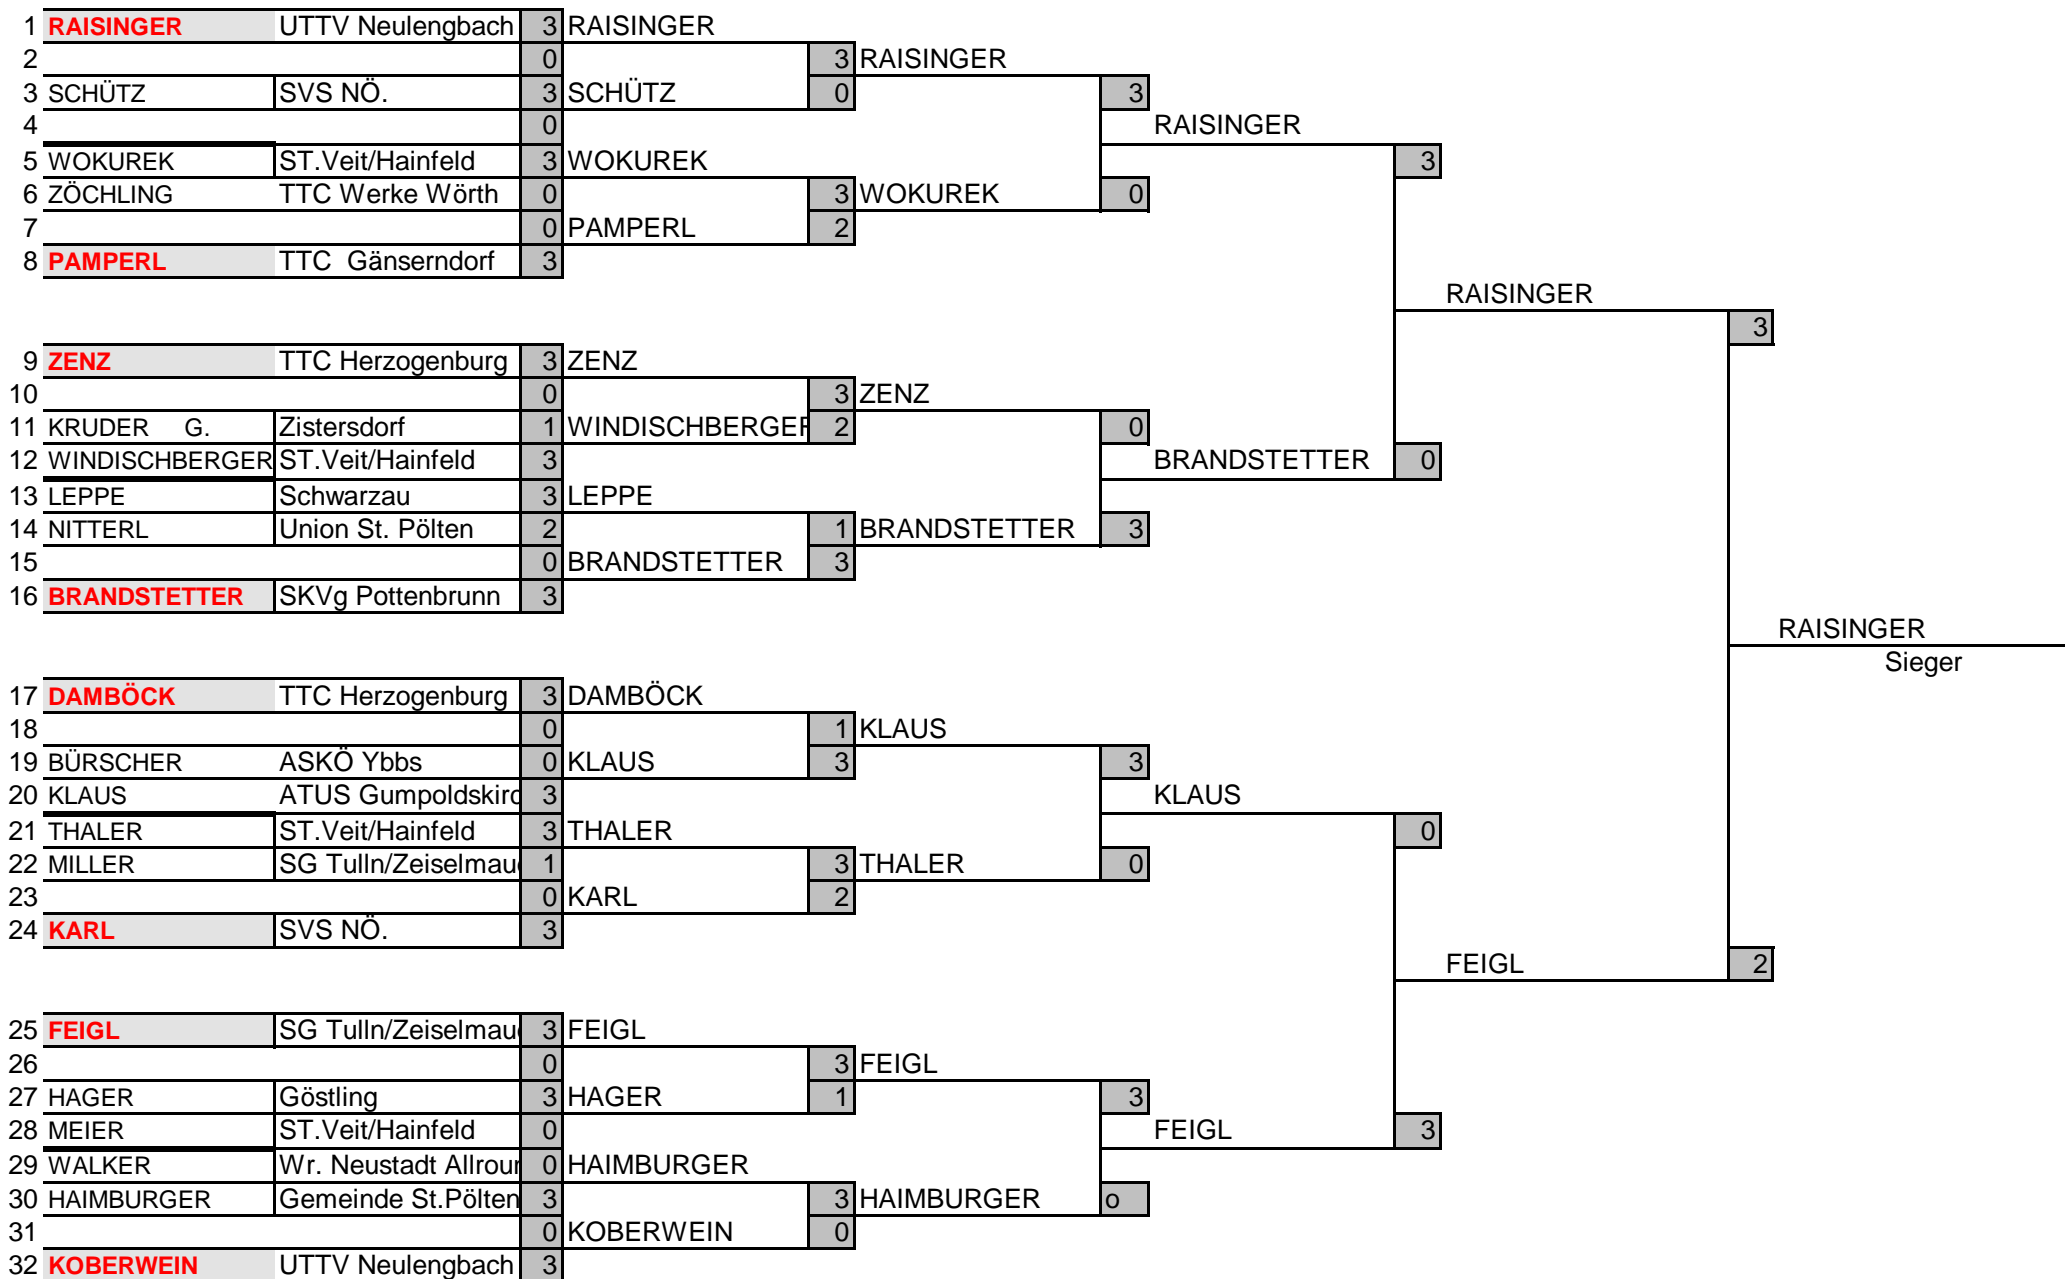 1 RAISINGER UTTV Neulengbach 3 RAISINGER
2 0 3 RAISINGER
3 SCHÜTZ SVS NÖ. 3 SCHÜTZ 0 3
4 0 RAISINGER
5 WOKUREK ST.Veit/Hainfeld 3 WOKUREK 3
6 ZÖCHLING TTC Werke Wörth 0 3 WOKUREK 0
7 0 PAMPERL 2
8 PAMPERL TTC Gänserndorf 3
RAISINGER
3
9 ZENZ TTC Herzogenburg 3 ZENZ
10 0 3 ZENZ
11 KRUDER G. Zistersdorf 1 WINDISCHBERGER 2 0
12 WINDISCHBERGER ST.Veit/Hainfeld 3 BRANDSTETTER 0
13 LEPPE Schwarzau 3 LEPPE
14 NITTERL Union St. Pölten 2 1 BRANDSTETTER 3
15 0 BRANDSTETTER 3
16 BRANDSTETTER SKVg Pottenbrunn 3
RAISINGER
Sieger
17 DAMBÖCK TTC Herzogenburg 3 DAMBÖCK
18 0 1 KLAUS
19 BÜRSCHER ASKÖ Ybbs 0 KLAUS 3 3
20 KLAUS ATUS Gumpoldskirc 3 KLAUS
21 THALER ST.Veit/Hainfeld 3 THALER 0
22 MILLER SG Tulln/Zeiselmau 1 3 THALER 0
23 0 KARL 2
24 KARL SVS NÖ. 3
FEIGL 2
25 FEIGL SG Tulln/Zeiselmau 3 FEIGL
26 0 3 FEIGL
27 HAGER Göstling 3 HAGER 1 3
28 MEIER ST.Veit/Hainfeld 0 FEIGL 3
29 WALKER Wr. Neustadt Allrour 0 HAIMBURGER
30 HAIMBURGER Gemeinde St.Pölten 3 3 HAIMBURGER o
31 0 KOBERWEIN 0
32 KOBERWEIN UTTV Neulengbach 3